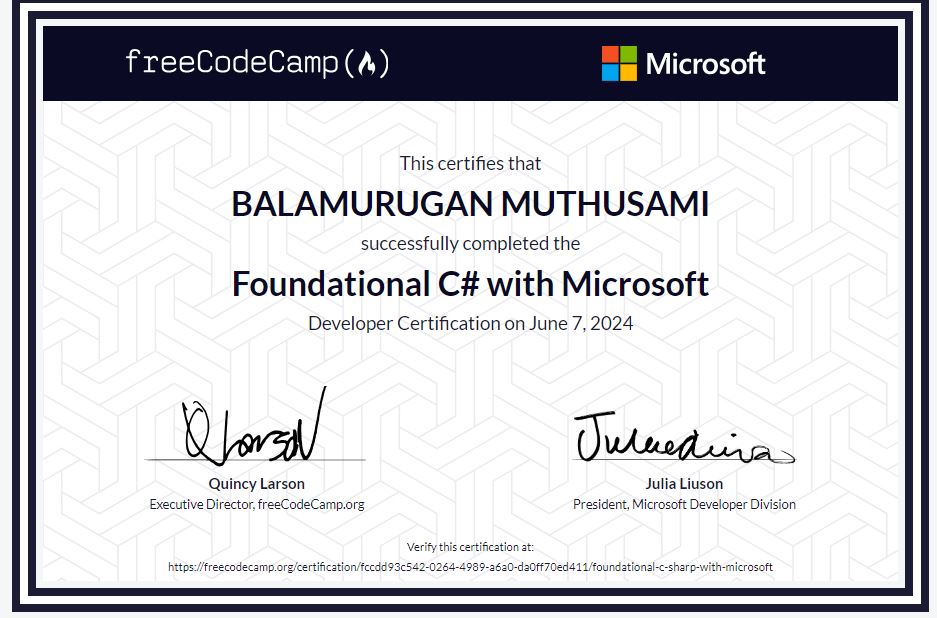 freeCodeCamp Microsoft
This certifies that
BALAMURUGAN MUTHUSAMI
successfully completed the
Foundational C# with Microsoft
Developer Certification on June 7, 2024
Quincy Larson
Executive Director, freeCodeCamp.org
Julia Liuson
President, Microsoft Developer Division
Verify this certification at:
https://freecodecamp.org/certification/fccdd93c542-0264-4989-a6a0-da0ff70ed411/foundational-c-sharp-with-microsoft